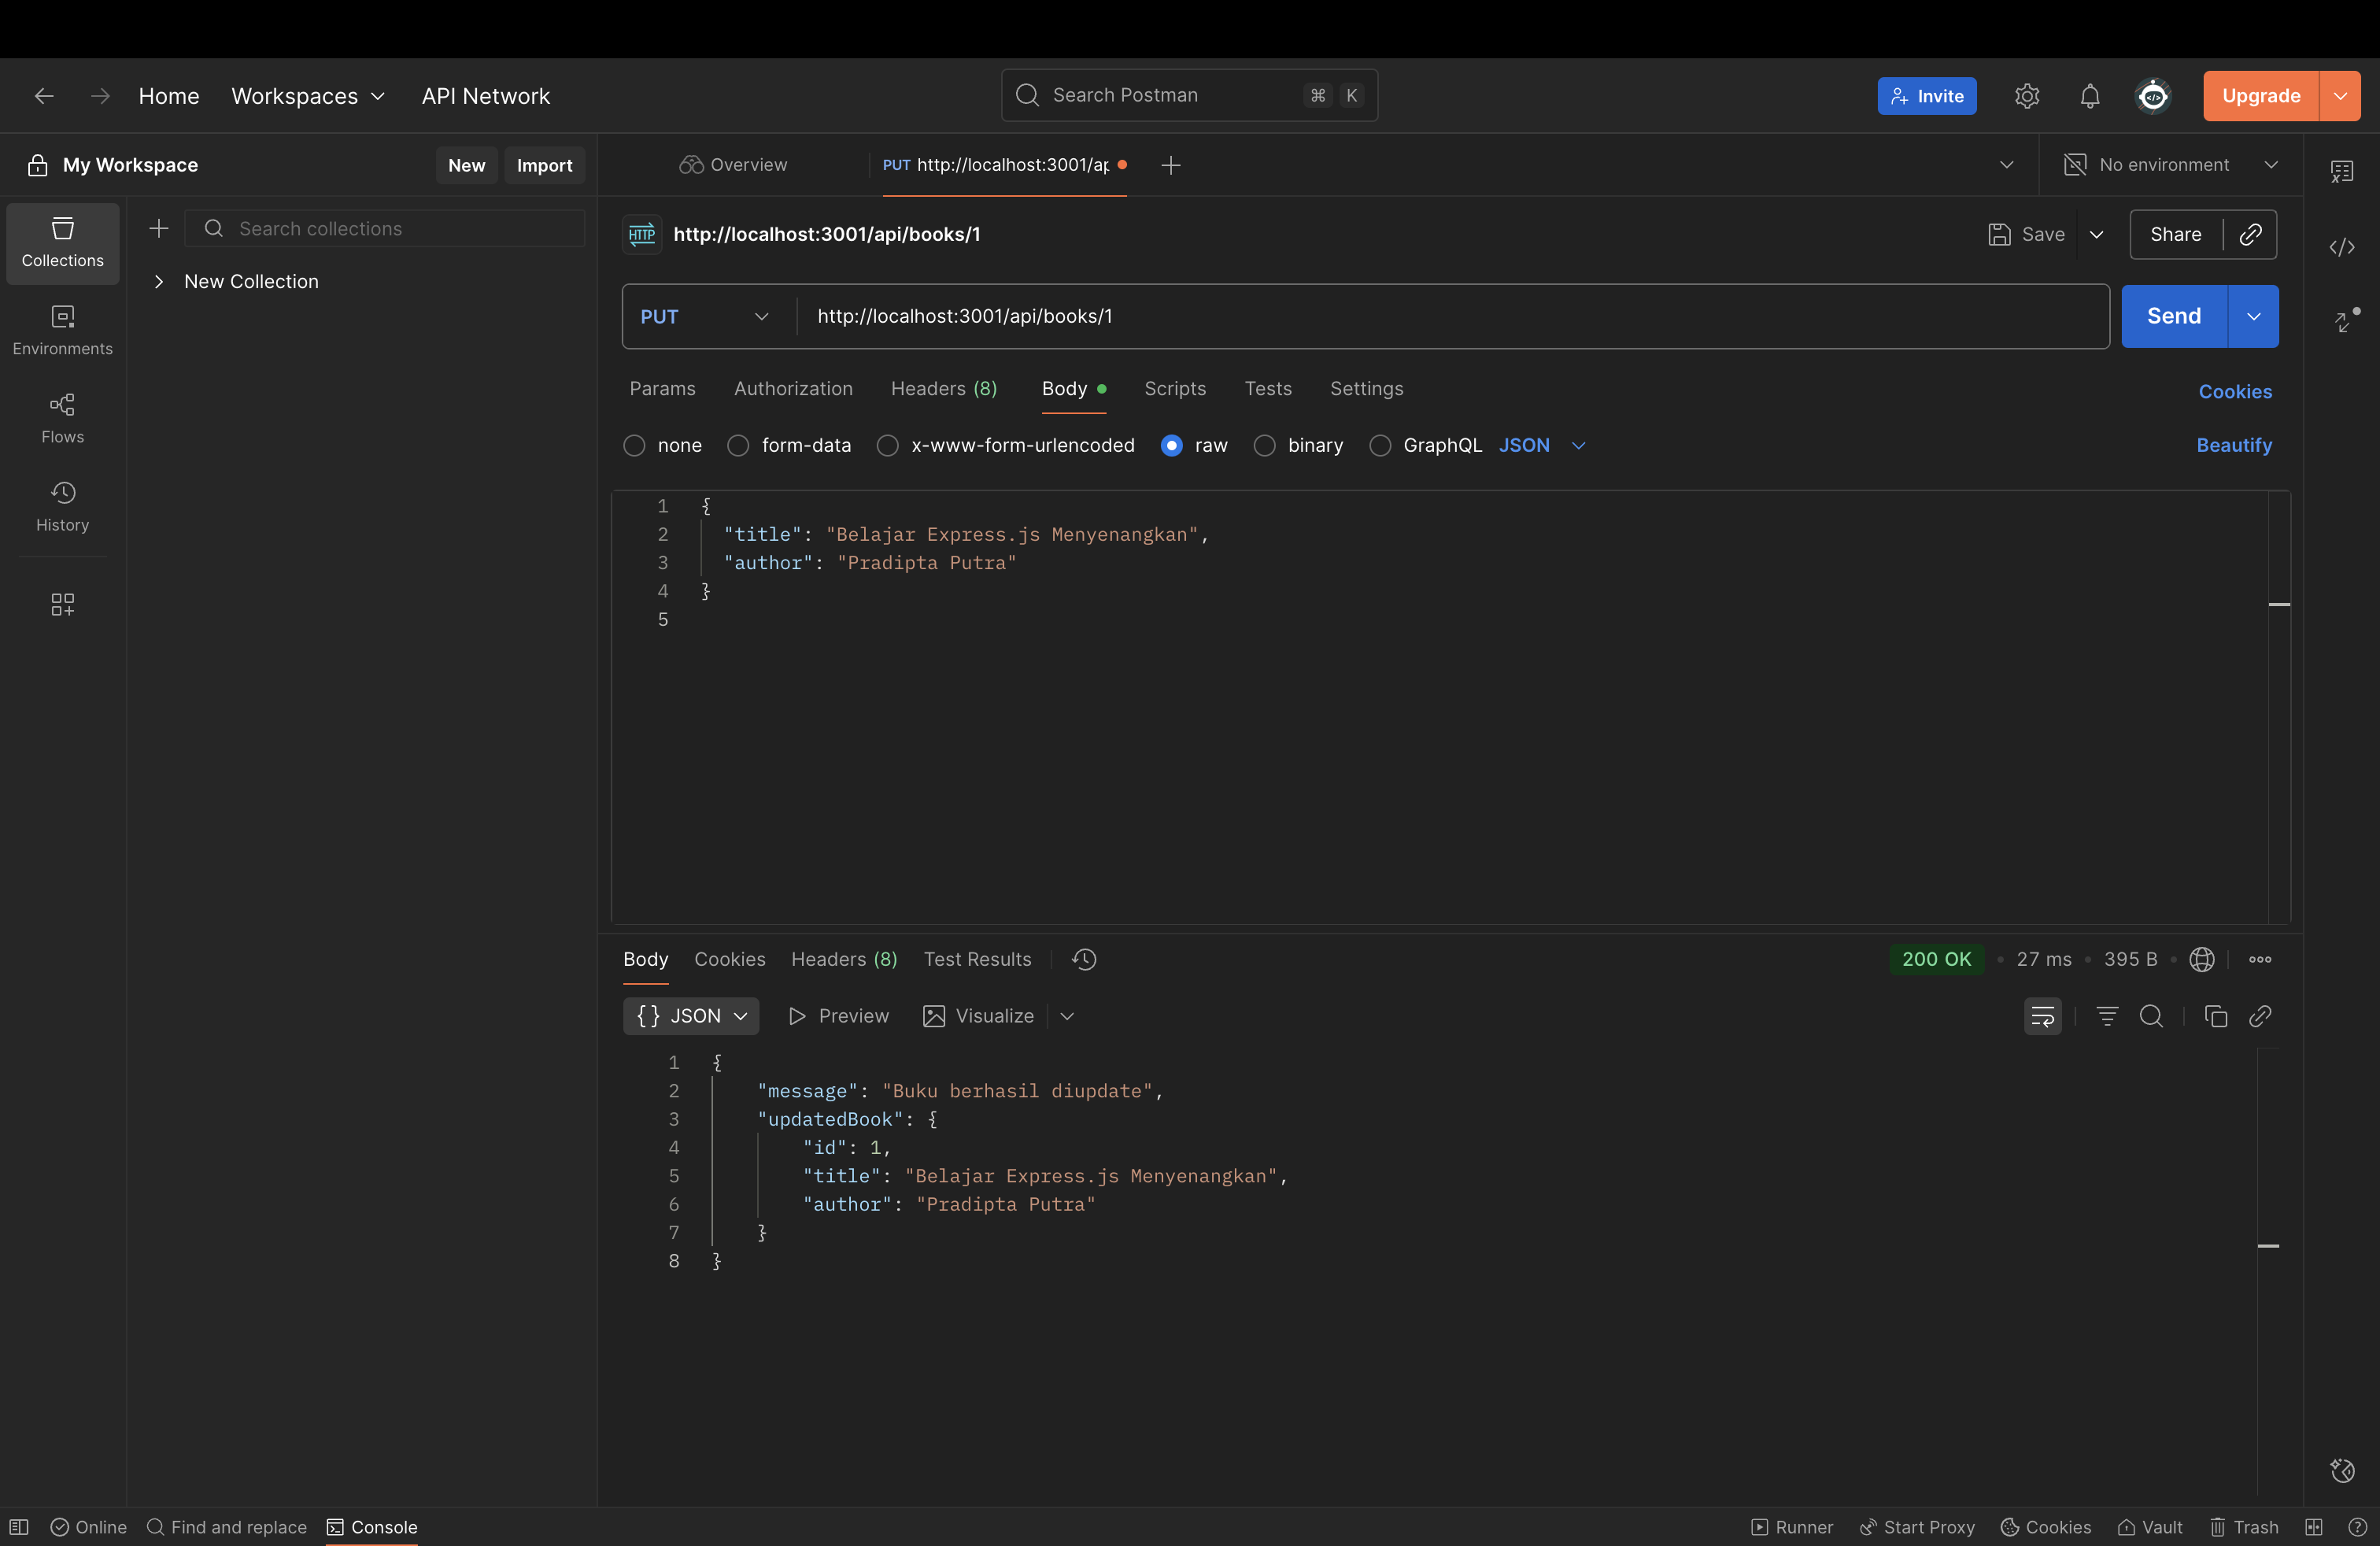 Home Workspaces API Network Search Postman ⌘ K Invite Upgrade
My Workspace New Import Overview PUT http://localhost:3001/ap No environment
Collections
Search collections
New Collection
Environments
Flows
History
HTTP http://localhost:3001/api/books/1 Save Share
PUT http://localhost:3001/api/books/1 Send
Params Authorization Headers (8) Body Scripts Tests Settings Cookies
none form-data x-www-form-urlencoded raw binary GraphQL JSON Beautify
1 {
2 "title": "Belajar Express.js Menyenangkan",
3 "author": "Pradipta Putra"
4 }
5
Body Cookies Headers (8) Test Results 200 OK • 27 ms • 395 B •
{} JSON Preview Visualize
1 {
2 "message": "Buku berhasil diupdate",
3 "updatedBook": {
4 "id": 1,
5 "title": "Belajar Express.js Menyenangkan",
6 "author": "Pradipta Putra"
7 }
8 }
Online Find and replace Console Runner Start Proxy Cookies Vault Trash